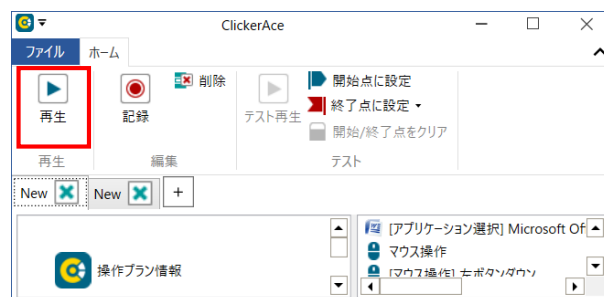 ClickerAce
ファイル ホーム
再生
記録
削除
テスト再生
開始点に設定
終了点に設定
開始/終了点をクリア
再生 編集 テスト
New New +
操作プラン情報
[アプリケーション選択] Microsoft Of
マウス操作
[マウス操作] 左ボタンダウン